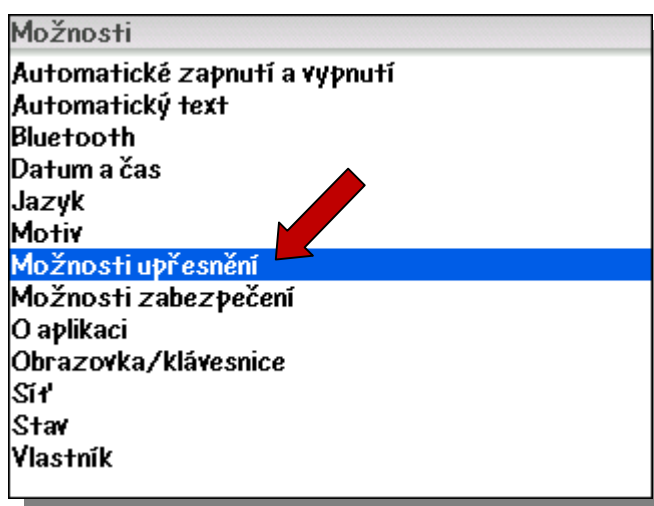 Možnosti
Automatické zapnutí a vypnutí
Automatický text
Bluetooth
Datum a čas
Jazyk
Motiv
Možnosti upřesnění
Možnosti zabezpečení
O aplikaci
Obrazovka/klávesnice
Síť
Stav
Vlastník